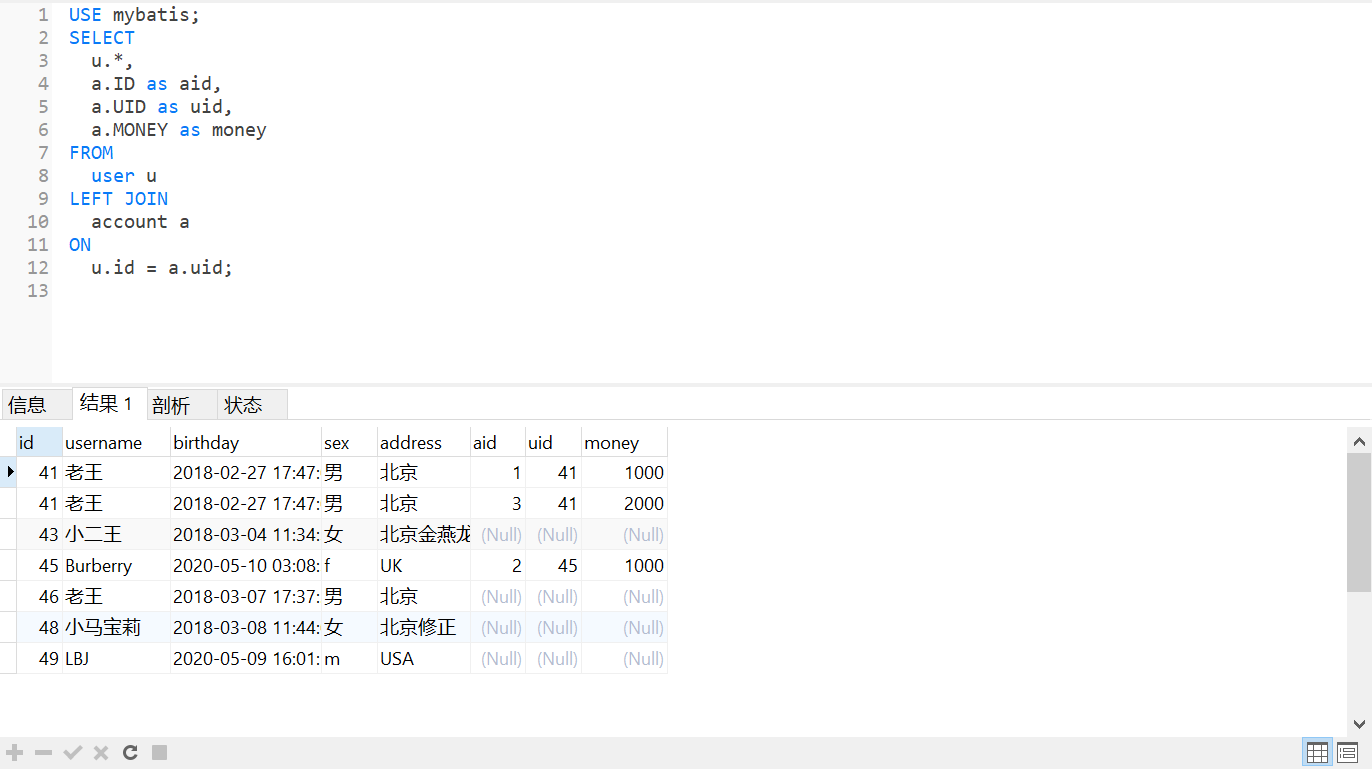 1 USE mybatis;
2 SELECT
3 u.*,
4 a.ID as aid,
5 a.UID as uid,
6 a.MONEY as money
7 FROM
8 user u
9 LEFT JOIN
10 account a
11 ON
12 u.id = a.uid;
13
信息 结果 1 剖析 状态
id username birthday sex address aid uid money
41 老王 2018-02-27 17:47: 男 北京 1 41 1000
41 老王 2018-02-27 17:47: 男 北京 3 41 2000
43 小二王 2018-03-04 11:34: 女 北京金燕龙 (Null) (Null) (Null)
45 Burberry 2020-05-10 03:08: f UK 2 45 1000
46 老王 2018-03-07 17:37: 男 北京 (Null) (Null) (Null)
48 小马宝莉 2018-03-08 11:44: 女 北京修正 (Null) (Null) (Null)
49 LBJ 2020-05-09 16:01: m USA (Null) (Null) (Null)